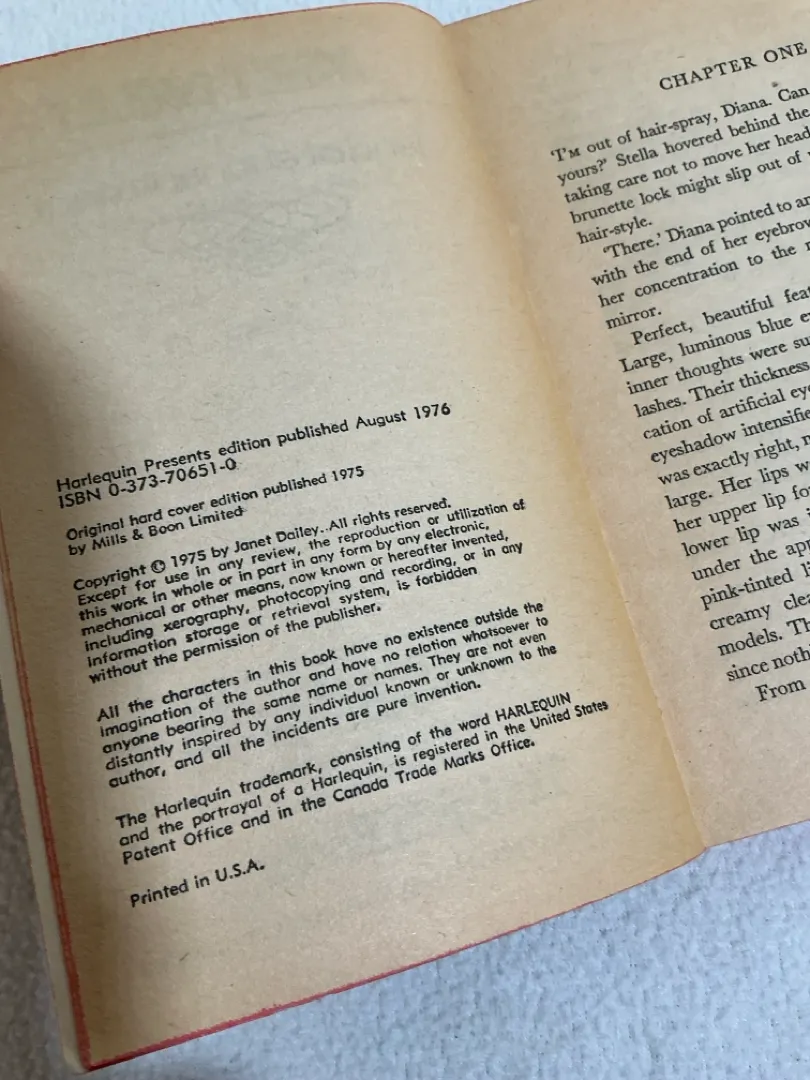 Harlequin Presents edition published August 1976
ISBN 0-373-70651-0
Original hard cover edition published 1975
by Mills & Boon Limited
Copyright © 1975 by Janet Dailey. All rights reserved.
Except for use in any review, the reproduction or utilization of
this work in whole or in part in any form by any electronic,
mechanical or other means, now known or hereafter invented,
including xerography, photocopying and recording, or in any
information storage or retrieval system, is forbidden
without the permission of the publisher.
All the characters in this book have no existence outside the
imagination of the author and have no relation whatsoever to
anyone bearing the same name or names. They are not even
distantly inspired by any individual known or unknown to the
author, and all the incidents are pure invention.
The Harlequin trademark, consisting of the word HARLEQUIN
and the portrayal of a Harlequin, is registered in the United States
Patent Office and in the Canada Trade Marks Office.
Printed in U.S.A.
CHAPTER ONE
'I'M out of hair-spray, Diana. Can
yours?' Stella hovered behind the
taking care not to move her head
brunette lock might slip out of
hair-style.
'There.' Diana pointed to
with the end of her eyebrow
her concentration to the
mirror.
Perfect, beautiful
Large, luminous blue
inner thoughts were
lashes. Their thickness
cation of artificial
eyeshadow
was exactly right,
large. Her lips
her upper lip
lower lip was
under the
pink-tinted
creamy
models.
since
From